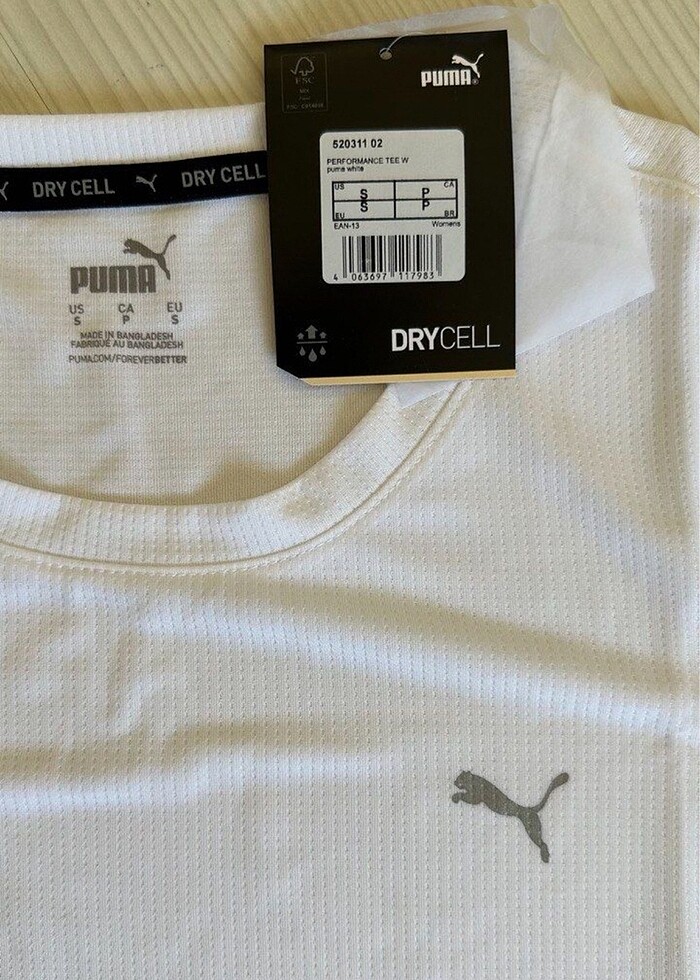 FSC
MIX
PUMA®
520311 02
PERFORMANCE TEE W
puma white
US S P CA
EU S P BR
EAN-13 Womens
4 063697 117983
DRYCELL
DRY CELL DRY CELL
PUMA
US CA EU
S P S
MADE IN BANGLADESH
FABRIQUÉ AU BANGLADESH
PUMA.COM/FOREVERBETTER